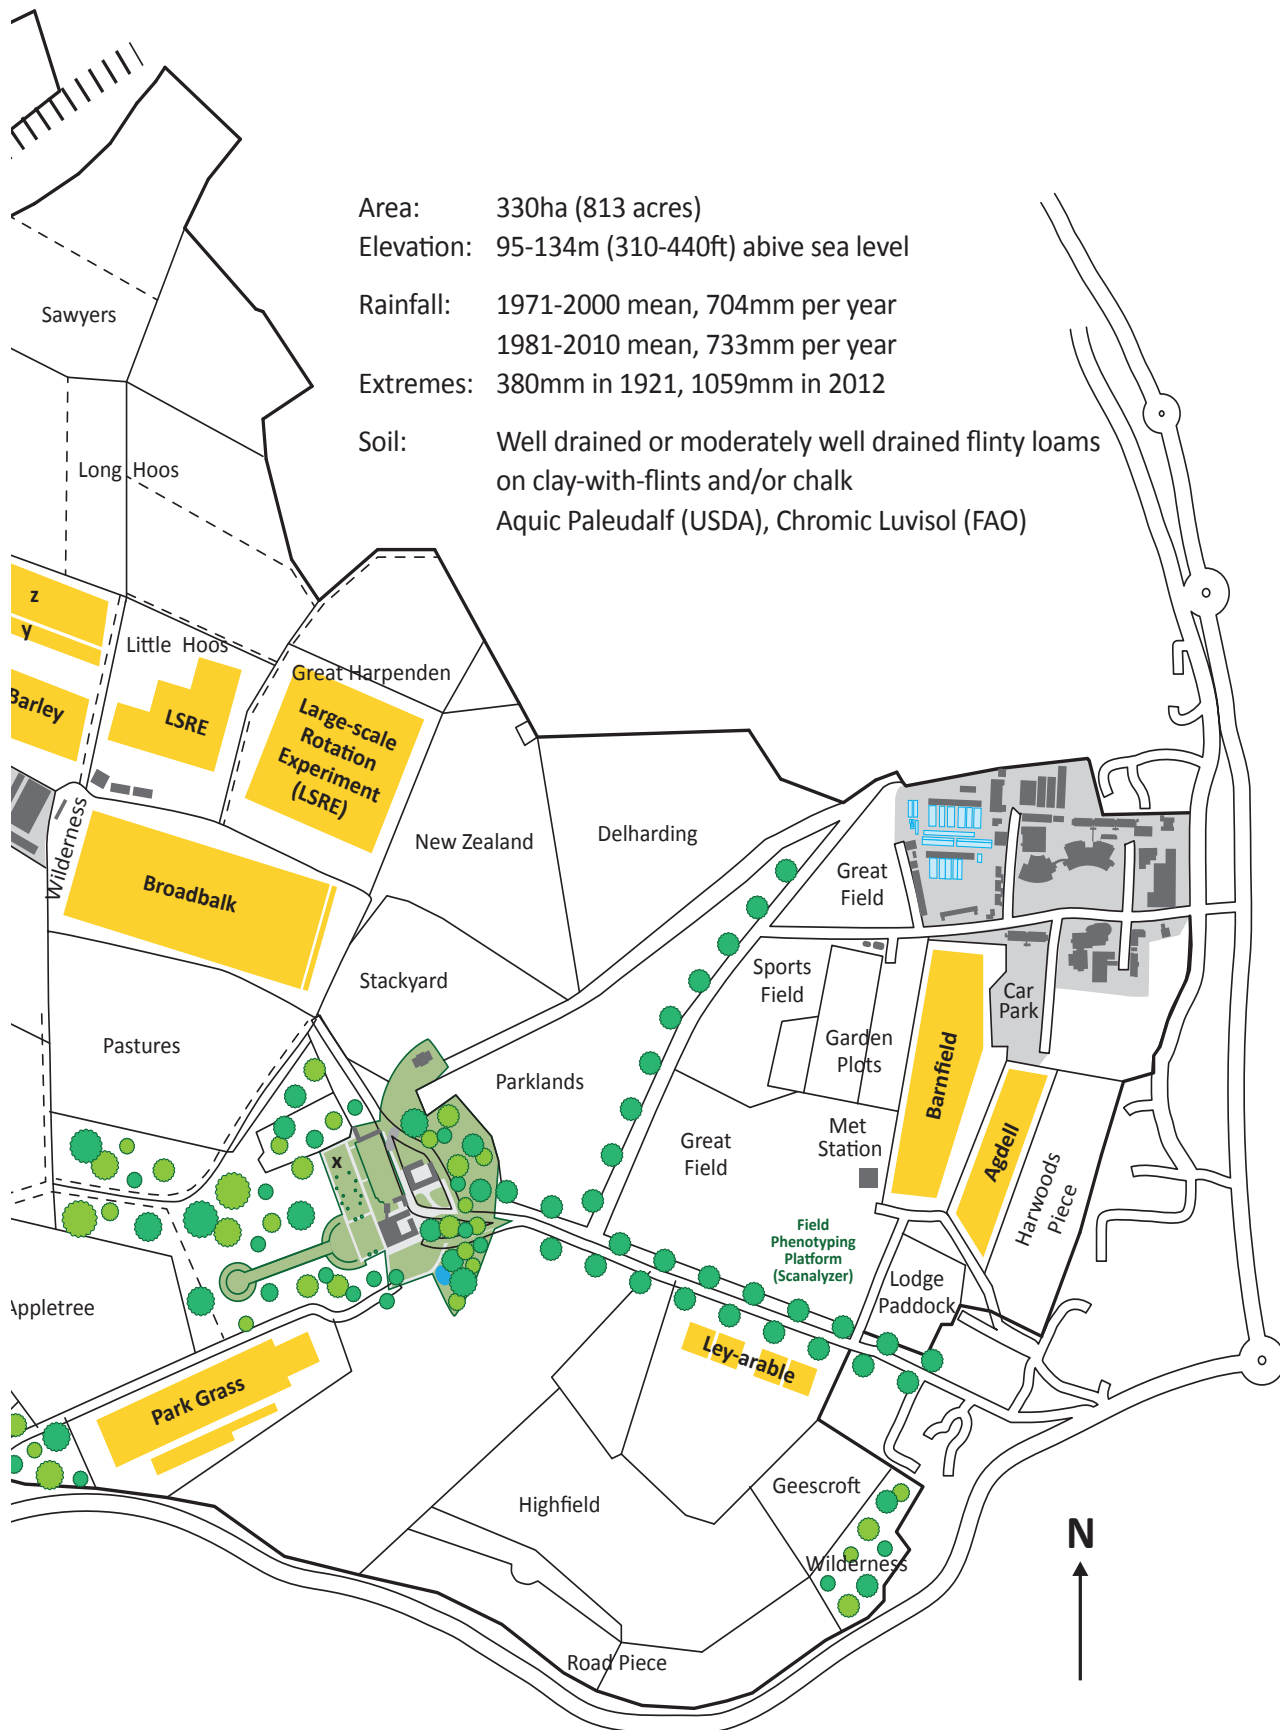 Area: 330ha (813 acres)
Elevation: 95-134m (310-440ft) abive sea level
Rainfall: 1971-2000 mean, 704mm per year
1981-2010 mean, 733mm per year
Extremes: 380mm in 1921, 1059mm in 2012
Soil: Well drained or moderately well drained flinty loams
on clay-with-flints and/or chalk
Aquic Paleudalf (USDA), Chromic Luvisol (FAO)
Sawyers
Long Hoos
z
y
Little Hoos
Barley
LSRE
Great Harpenden
Large-scale
Rotation
Experiment
(LSRE)
Wilderness
Broadbalk
New Zealand
Delharding
Great
Field
Stackyard
Sports
Field
Car
Park
Pastures
Parklands
Garden
Plots
Barnfield
Met
Station
Great
Field
Agdell
Harwoods
Piece
x
Field
Phenotyping
Platform
(Scanalyzer)
Lodge
Paddock
Appletree
Ley-arable
Park Grass
Highfield
Geescroft
Wilderness
Road Piece
N